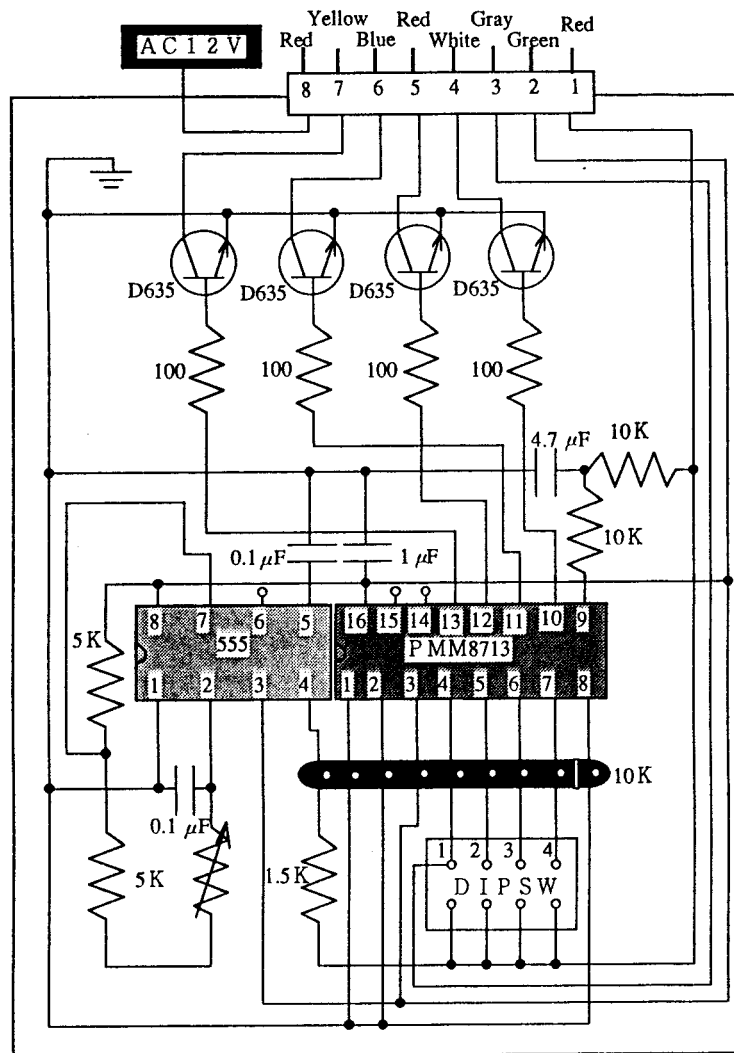 AC12V
Yellow Red Gray
Red Blue White Green Red
8 7 6 5 4 3 2 1
D635 D635 D635 D635
100 100 100 100
4.7 μF 10K
0.1 μF 1 μF 10K
8 7 6 5 16 15 14 13 12 11 10 9
5K 555 PMM8713
1 2 3 4 1 2 3 4 5 6 7 8
10K
0.1 μF
1 2 3 4
5K 1.5K DIPSW